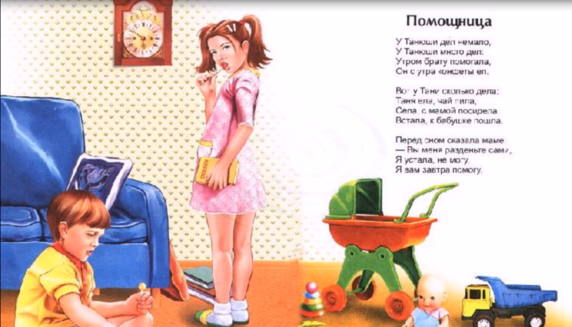 Помощница
У Танюши дел немало,
У Танюши много дел:
Утром брату помогала,
Он с утра конфеты ел.
Вот у Тани сколько дела:
Таня ела, чай пила,
Села, с мамой посидела,
Встала, к бабушке пошла.
Перед сном сказала маме
— Вы меня разденьте сами,
Я устала, не могу,
Я вам завтра помогу.